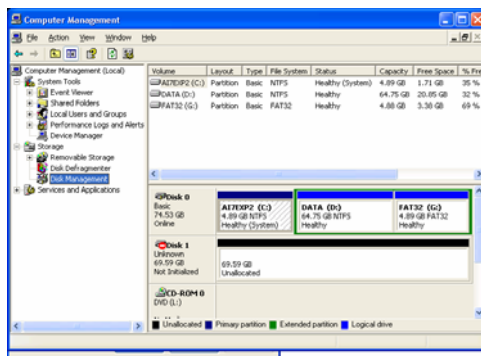 Computer Management
File Action View Window Help
Computer Management (Local)
System Tools
Event Viewer
Shared Folders
Local Users and Groups
Performance Logs and Alerts
Device Manager
Storage
Removable Storage
Disk Defragmenter
Disk Management
Services and Applications
Volume Layout Type File System Status Capacity Free Space % Fre
AI7EXP2 (C:) Partition Basic NTFS Healthy (System) 4.89 GB 1.71 GB 35 %
DATA (D:) Partition Basic NTFS Healthy 64.75 GB 20.85 GB 32 %
FAT32 (G:) Partition Basic FAT32 Healthy 4.88 GB 3.38 GB 69 %
Disk 0
Basic
74.53 GB
Online
AI7EXP2 (C:)
4.89 GB NTFS
Healthy (System)
DATA (D:)
64.75 GB NTFS
Healthy
FAT32 (G:)
4.89 GB FAT32
Healthy
Disk 1
Unknown
69.59 GB
Not Initialized
69.59 GB
Unallocated
CD-ROM 0
DVD (L:)
Unallocated Primary partition Extended partition Logical drive